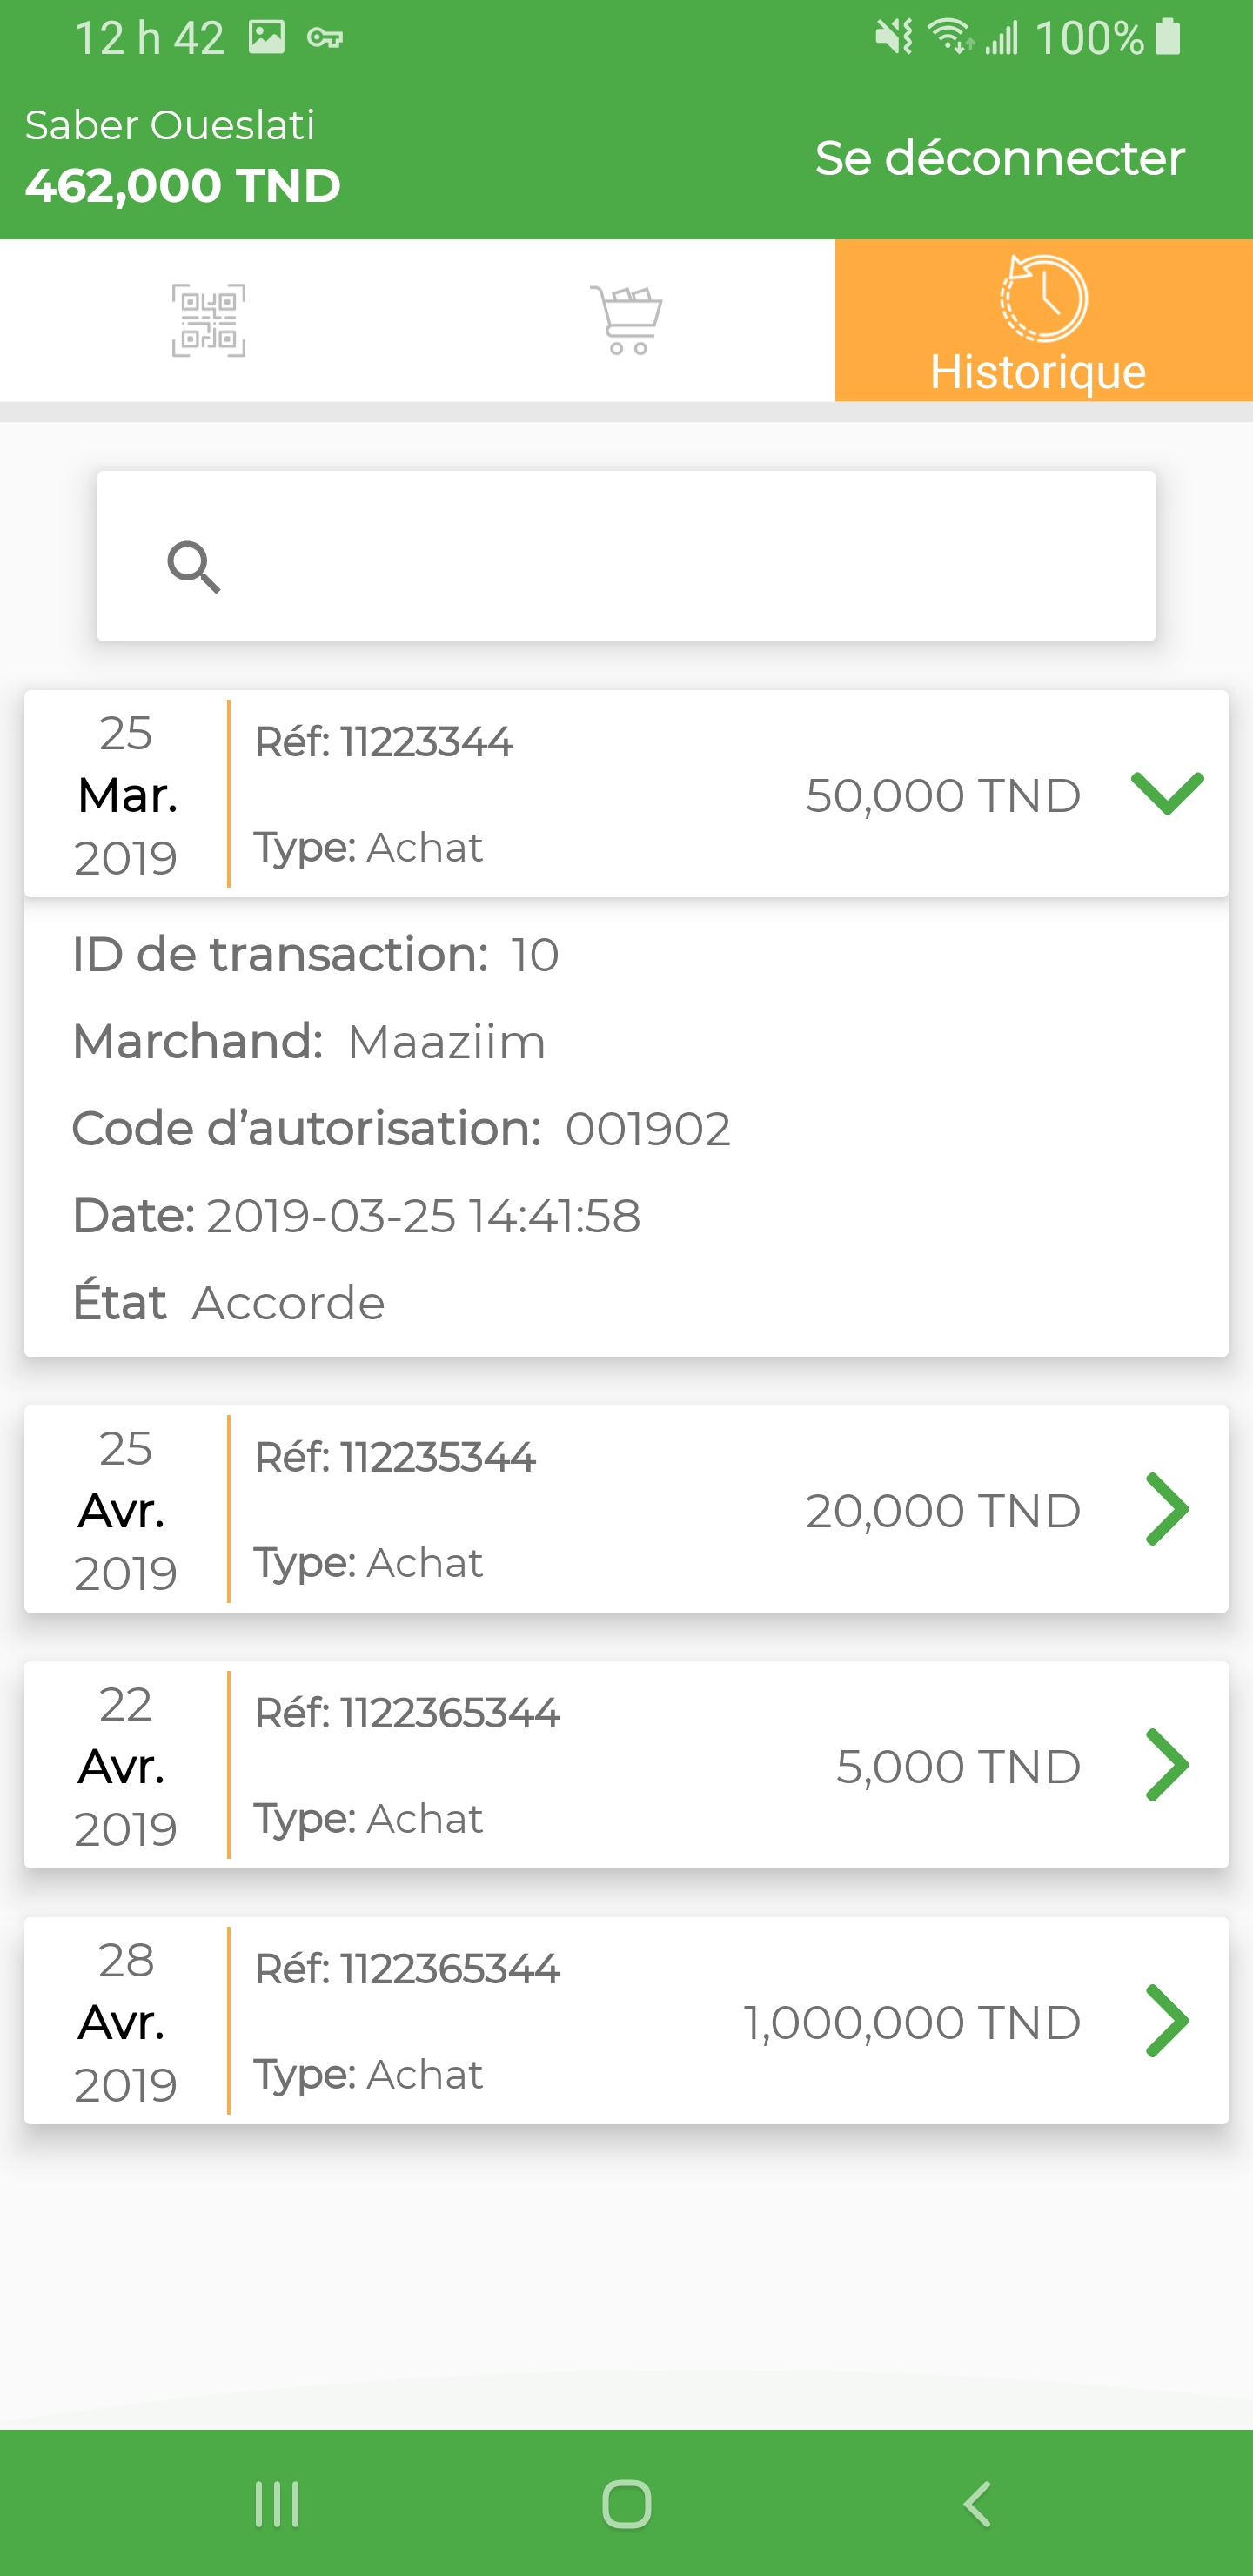 12 h 42
100%
Saber Oueslati
462,000 TND
Se déconnecter
Historique
25
Mar.
2019
Réf: 11223344
Type: Achat
50,000 TND
ID de transaction: 10
Marchand: Maaziim
Code d’autorisation: 001902
Date: 2019-03-25 14:41:58
État Accorde
25
Avr.
2019
Réf: 112235344
Type: Achat
20,000 TND
22
Avr.
2019
Réf: 1122365344
Type: Achat
5,000 TND
28
Avr.
2019
Réf: 1122365344
Type: Achat
1,000,000 TND